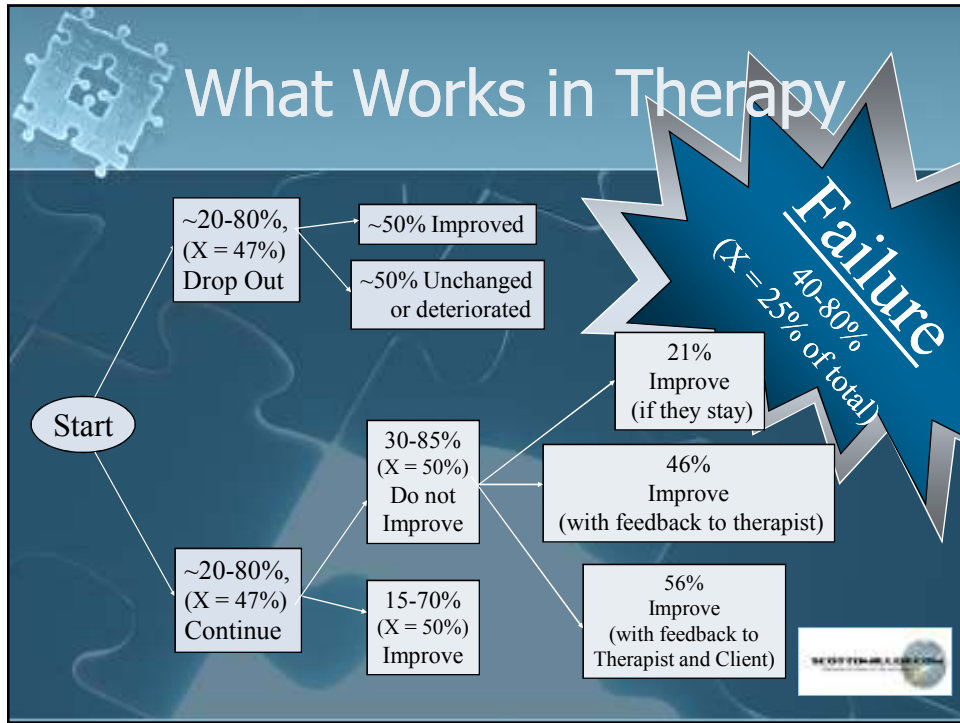 What Works in Therapy
~20-80%,
(X = 47%)
Drop Out
~50% Improved
~50% Unchanged
or deteriorated
Failure
40-80%
(X = 25% of total)
Start
21%
Improve
(if they stay)
30-85%
(X = 50%)
Do not
Improve
46%
Improve
(with feedback to therapist)
~20-80%,
(X = 47%)
Continue
15-70%
(X = 50%)
Improve
56%
Improve
(with feedback to
Therapist and Client)